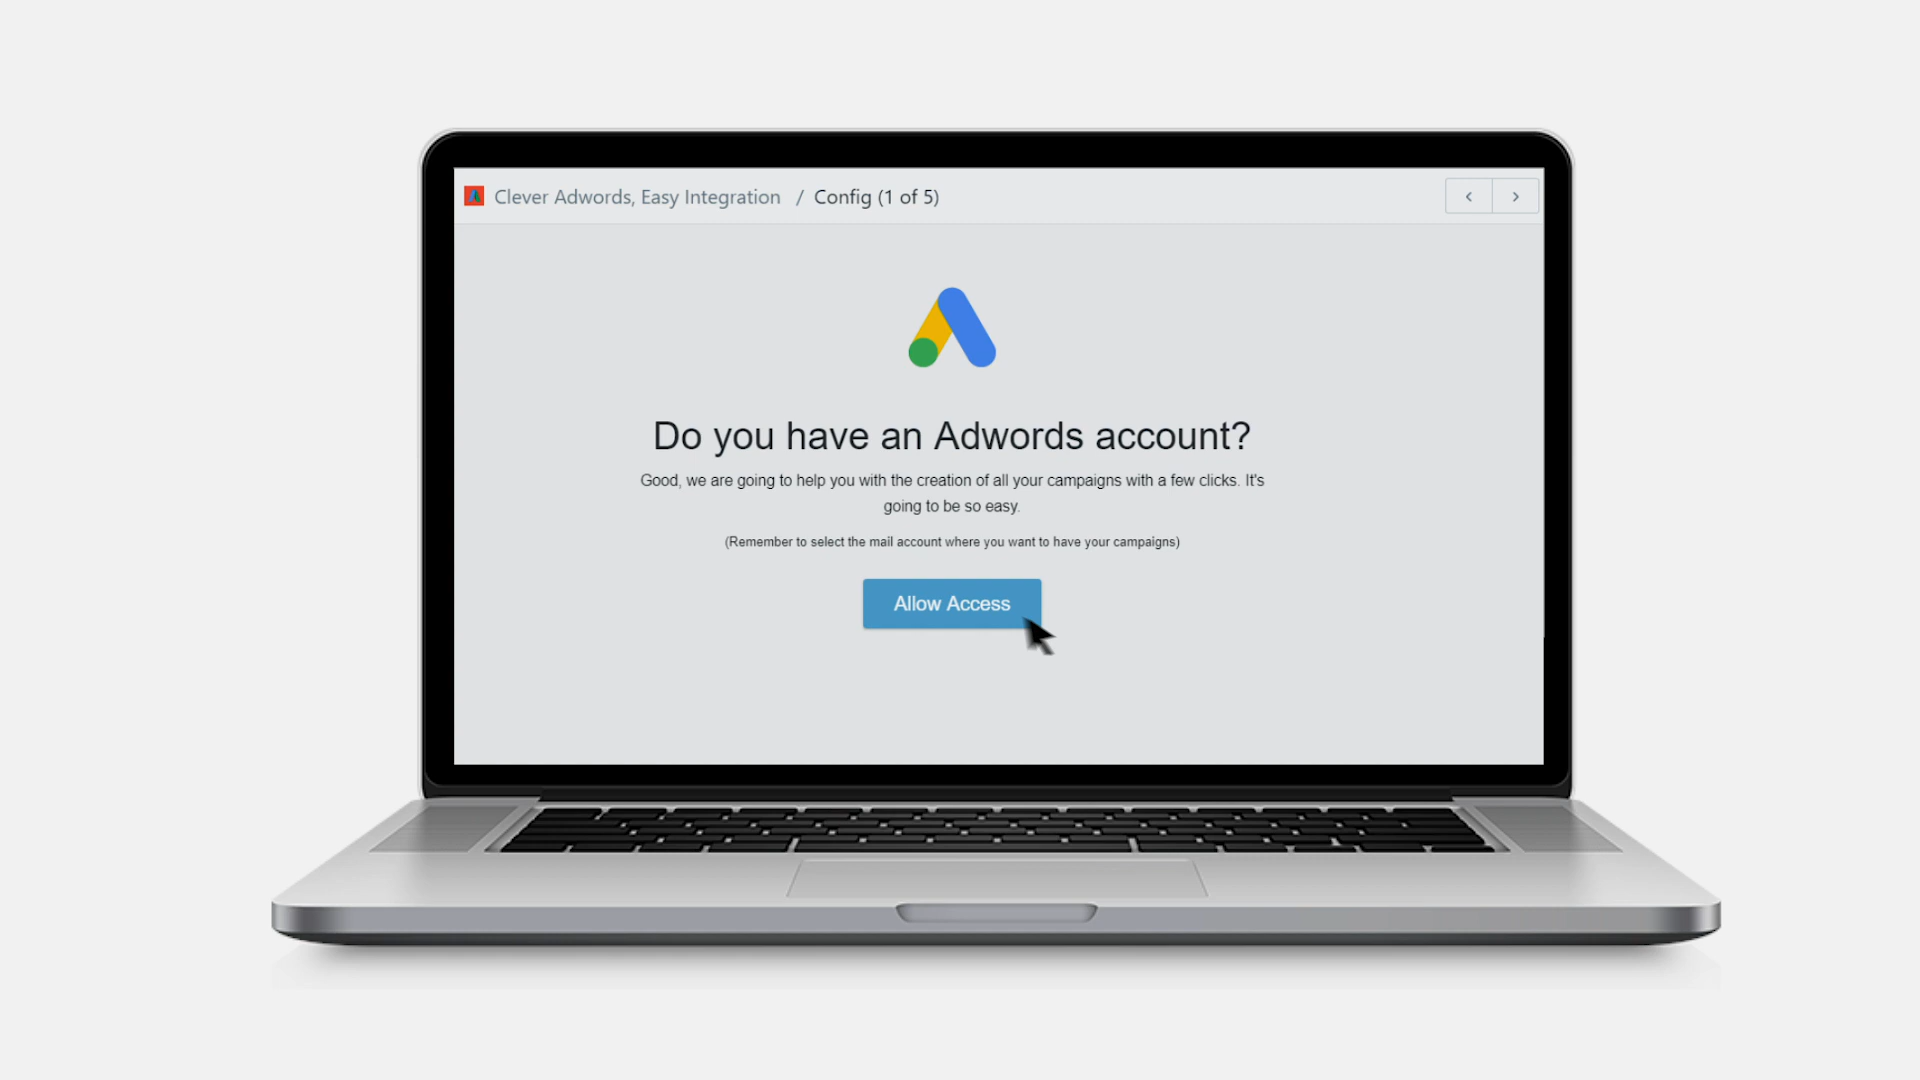 Clever Adwords, Easy Integration / Config (1 of 5)
Do you have an Adwords account?
Good, we are going to help you with the creation of all your campaigns with a few clicks. It's
going to be so easy.
(Remember to select the mail account where you want to have your campaigns)
Allow Access